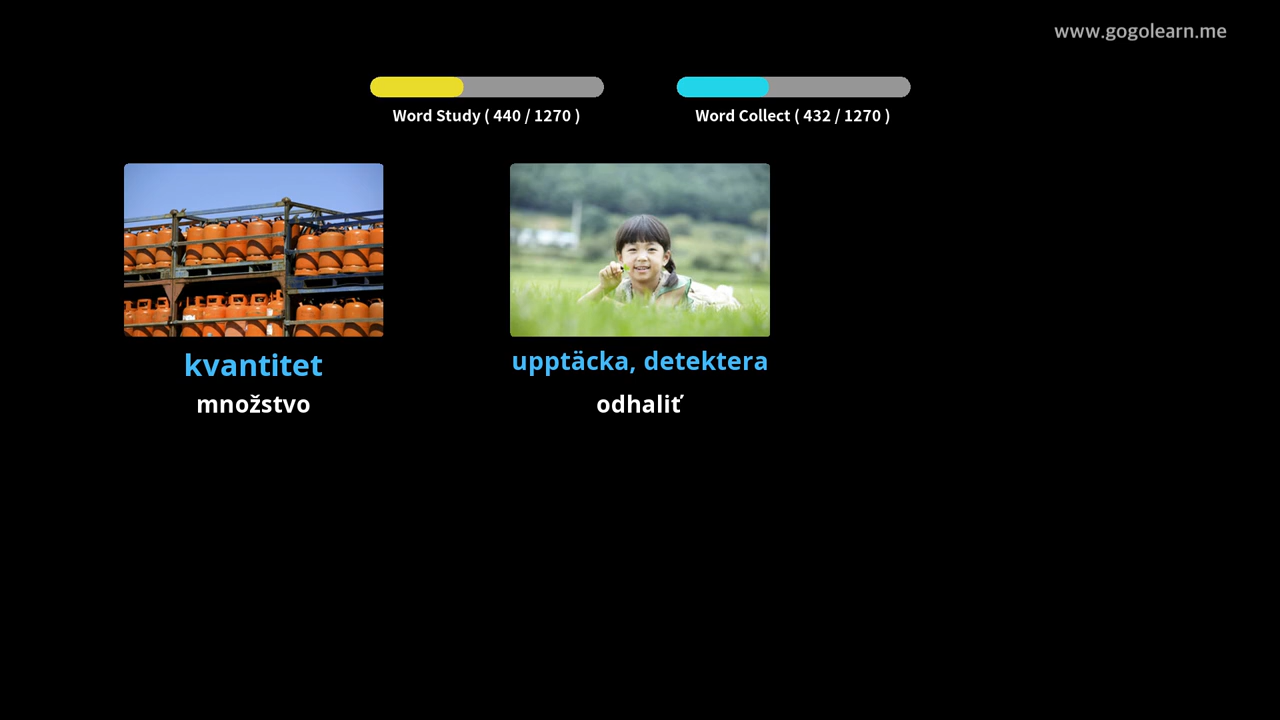 www.gogolearn.me
Word Study ( 440 / 1270 )
Word Collect ( 432 / 1270 )
kvantitet
množstvo
upptäcka, detektera
odhaliť